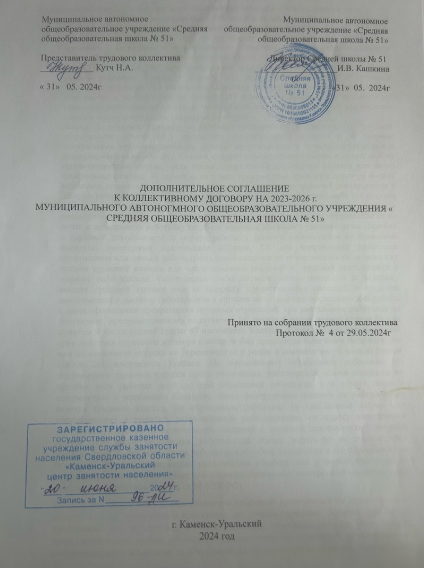 Муниципальное автономное
общеобразовательное учреждение «Средняя
общеобразовательная школа № 51»
Представитель трудового коллектива
Кутч Н.А.
« 31»   05. 2024г
Муниципальное автономное
общеобразовательное учреждение «Средняя
общеобразовательная школа № 51»
Директор Средней школы № 51
И.В. Кашкина
«31»  05. 2024г
Средняя
школа
№ 51
ДОПОЛНИТЕЛЬНОЕ СОГЛАШЕНИЕ
К КОЛЛЕКТИВНОМУ ДОГОВОРУ НА 2023-2026 г.
МУНИЦИПАЛЬНОГО АВТОНОГМНОГО ОБЩЕОБРАЗОВАТЕЛЬНОГО УЧРЕЖДЕНИЯ «
СРЕДНЯЯ ОБЩЕОБРАЗОВАТЕЛЬНАЯ ШКОЛА № 51»
Принято на собрании трудового коллектива
Протокол №  4 от 29.05.2024г
ЗАРЕГИСТРИРОВАНО
государственное казенное
учреждение службы занятости
населения Свердловской области
«Каменск-Уральский
центр занятости населения»
20 июня 2024г.
Запись за N
г. Каменск-Уральский
2024 год